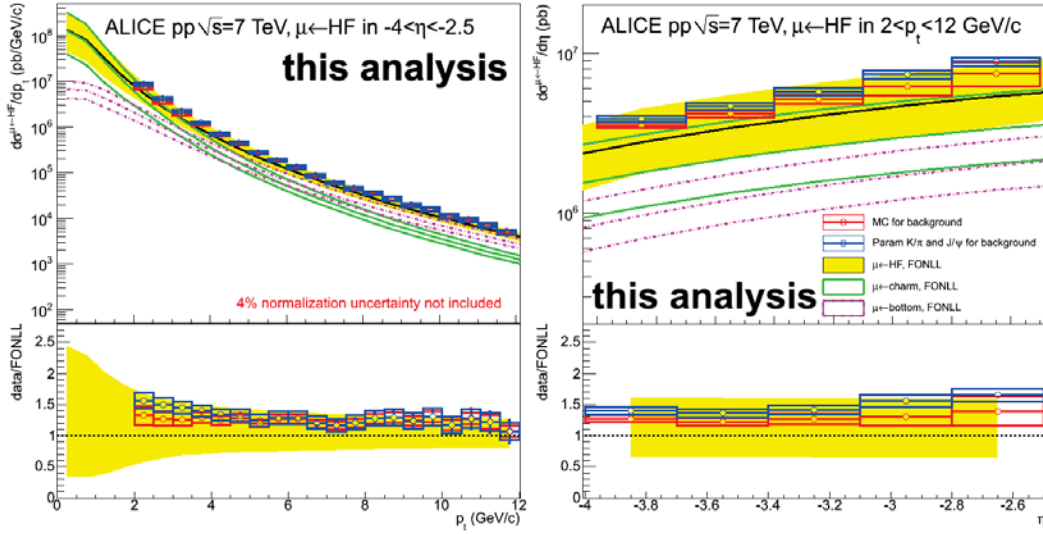 ALICE pp√s=7 TeV, μ←HF in -4<η<-2.5
this analysis
dσ^μ←HF/dp_t (pb/GeV/c)
10^8
10^7
10^6
10^5
10^4
10^3
10^2
4% normalization uncertainty not included
data/FONLL
2.5
2
1.5
1
0.5
0
0 2 4 6 8 10 12
p_t (GeV/c)
ALICE pp√s=7 TeV, μ←HF in 2<p_t<12 GeV/c
dσ^μ←HF/dη (pb)
10^7
10^6
MC for background
Param K/π and J/ψ for background
μ←HF, FONLL
μ←charm, FONLL
μ←bottom, FONLL
this analysis
data/FONLL
2.5
2
1.5
1
0.5
0
-4 -3.8 -3.6 -3.4 -3.2 -3 -2.8 -2.6
η